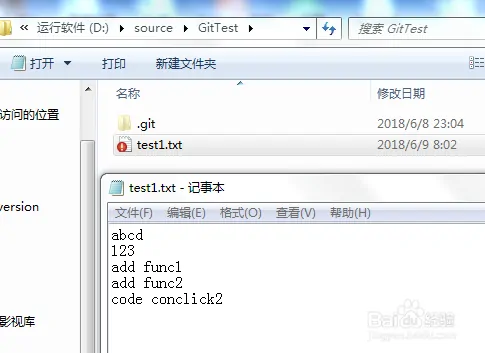 « 运行软件 (D:) ▸ source ▸ GitTest ▸
搜索 GitTest
打开 打印 新建文件夹
名称 修改日期
访问的位置
.git 2018/6/8 23:04
test1.txt 2018/6/9 8:02
version
影视库
test1.txt - 记事本
文件(F) 编辑(E) 格式(O) 查看(V) 帮助(H)
abcd
123
add func1
add func2
code conclick2
Baidu 经验